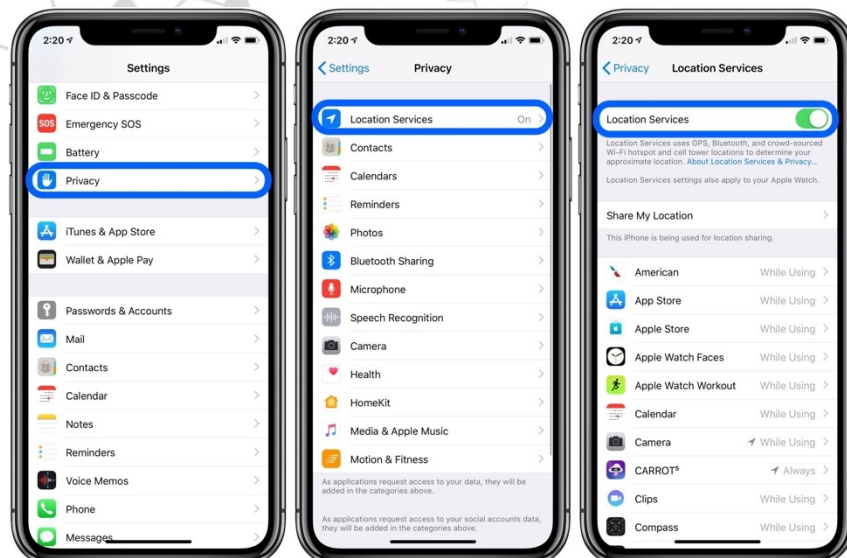 2:20
Settings
Face ID & Passcode
SOS Emergency SOS
Battery
Privacy
iTunes & App Store
Wallet & Apple Pay
Passwords & Accounts
Mail
Contacts
Calendar
Notes
Reminders
Voice Memos
Phone
Messages
2:20
Settings
Privacy
Location Services On
Contacts
Calendars
Reminders
Photos
Bluetooth Sharing
Microphone
Speech Recognition
Camera
Health
HomeKit
Media & Apple Music
Motion & Fitness
As applications request access to your data, they will be
added in the categories above.
As applications request access to your social accounts data,
they will be added in the categories above.
2:20
Privacy
Location Services
Location Services
Location Services uses GPS, Bluetooth, and crowd-sourced
Wi-Fi hotspot and cell tower locations to determine your
approximate location. About Location Services & Privacy...
Location Services settings also apply to your Apple Watch.
Share My Location
This iPhone is being used for location sharing.
American While Using
App Store While Using
Apple Store While Using
Apple Watch Faces While Using
Apple Watch Workout While Using
Calendar While Using
Camera While Using
CARROT⁵ Always
Clips While Using
Compass While Using